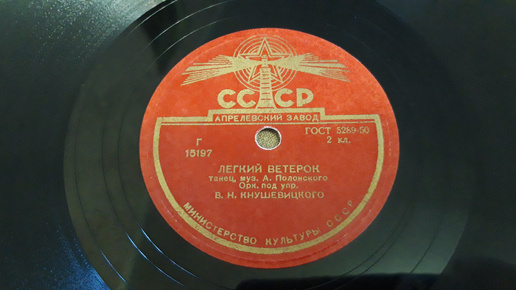 СССР
АПРЕЛЕВСКИЙ ЗАВОД
Г
15197
ГОСТ 5289-50
2 кл.
ЛЕГКИЙ ВЕТЕРОК
танец, муз. А. Полонского
Орк. под упр.
В. Н. КНУШЕВИЦКОГО
МИНИСТЕРСТВО КУЛЬТУРЫ СССР